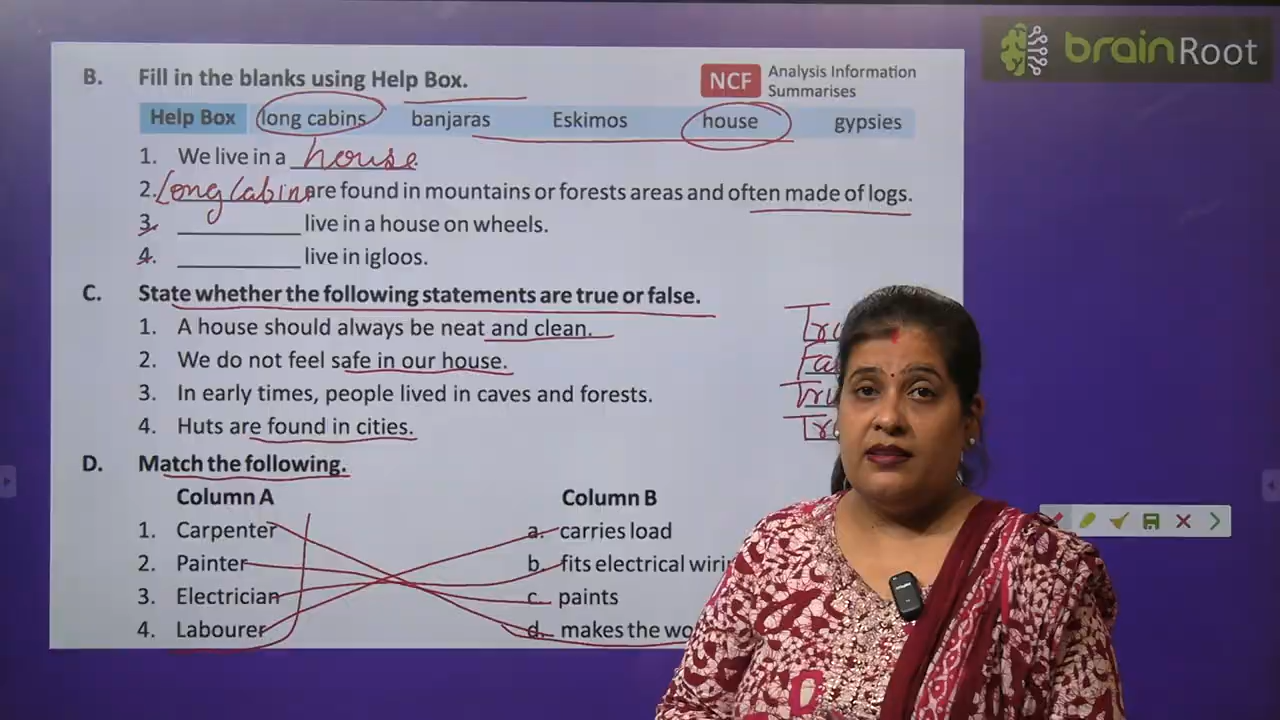 brainRoot
B. Fill in the blanks using Help Box.
NCF Analysis Information
Summarises
Help Box long cabins banjaras Eskimos house gypsies
1. We live in a house.
2. Long Cabins are found in mountains or forests areas and often made of logs.
3. ____________ live in a house on wheels.
4. ____________ live in igloos.
C. State whether the following statements are true or false.
1. A house should always be neat and clean.
2. We do not feel safe in our house.
3. In early times, people lived in caves and forests.
4. Huts are found in cities.
D. Match the following.
Column A Column B
1. Carpenter a. carries load
2. Painter b. fits electrical
3. Electrician c. paints
4. Labourer d. makes the